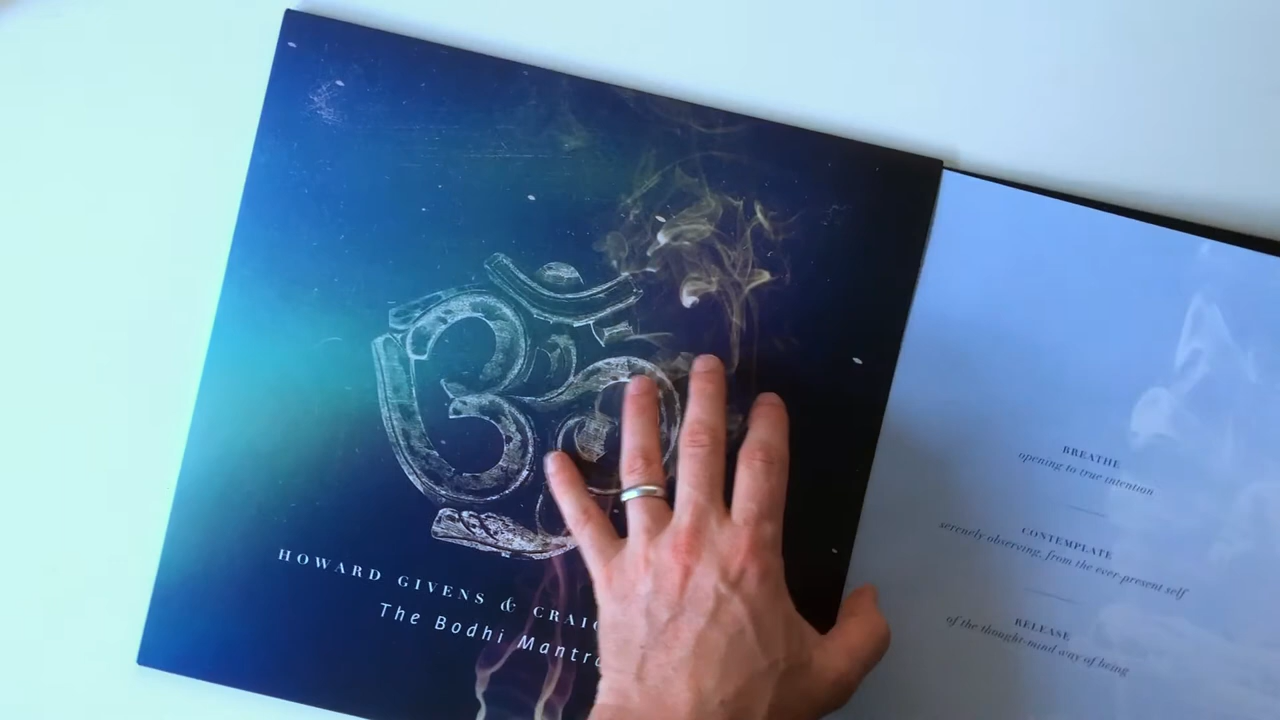 HOWARD GIVENS & CRAIG
The Bodhi Mantra
BREATHE
opening to true intention
CONTEMPLATE
serenely observing, from the ever-present self
RELEASE
of the thought-mind way of being